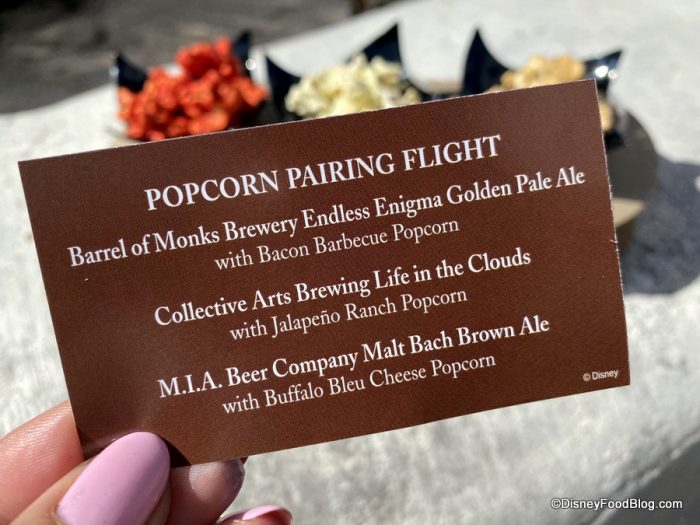 POPCORN PAIRING FLIGHT
Barrel of Monks Brewery Endless Enigma Golden Pale Ale
with Bacon Barbecue Popcorn
Collective Arts Brewing Life in the Clouds
with Jalapeño Ranch Popcorn
M.I.A. Beer Company Malt Bach Brown Ale
with Buffalo Bleu Cheese Popcorn
© Disney
©DisneyFoodBlog.com